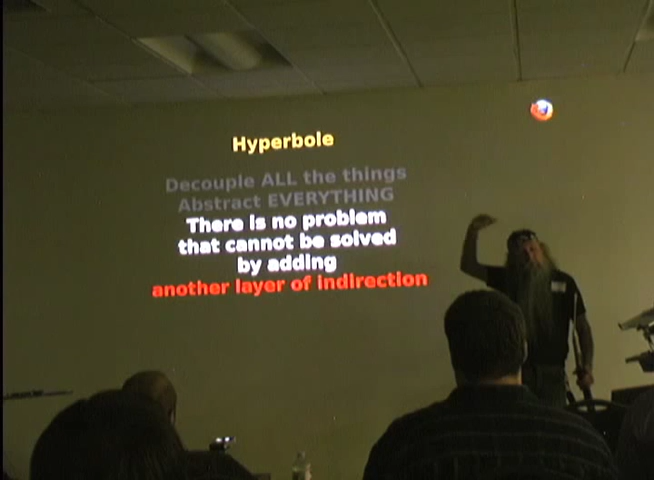 Hyperbole
Decouple ALL the things
Abstract EVERYTHING
There is no problem
that cannot be solved
by adding
another layer of indirection